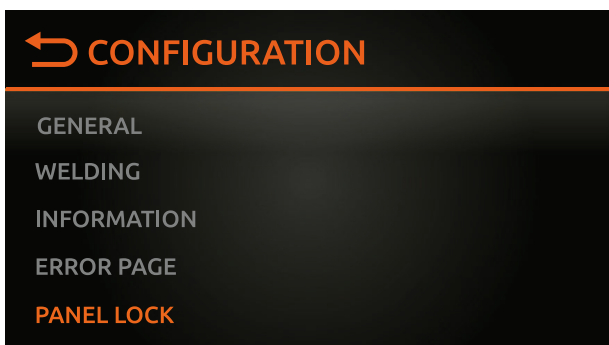 CONFIGURATION
GENERAL
WELDING
INFORMATION
ERROR PAGE
PANEL LOCK